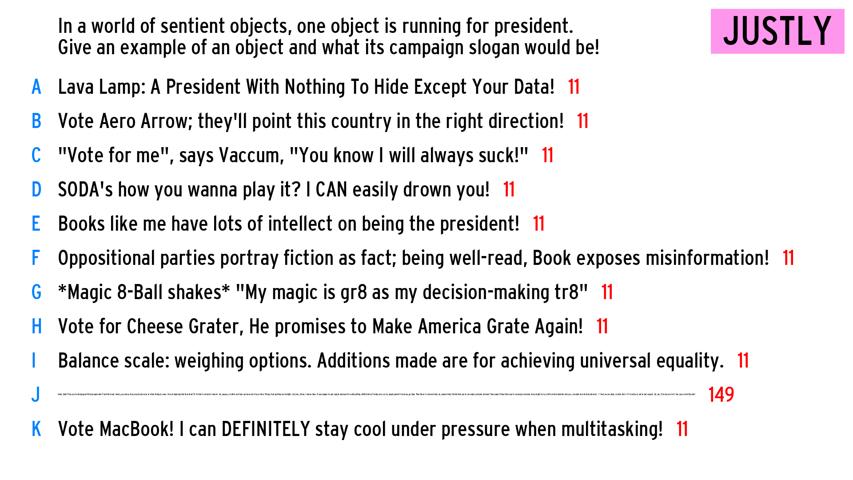 In a world of sentient objects, one object is running for president.
Give an example of an object and what its campaign slogan would be!
JUSTLY
A Lava Lamp: A President With Nothing To Hide Except Your Data! 11
B Vote Aero Arrow; they'll point this country in the right direction! 11
C "Vote for me", says Vaccum, "You know I will always suck!" 11
D SODA's how you wanna play it? I CAN easily drown you! 11
E Books like me have lots of intellect on being the president! 11
F Oppositional parties portray fiction as fact; being well-read, Book exposes misinformation! 11
G *Magic 8-Ball shakes* "My magic is gr8 as my decision-making tr8" 11
H Vote for Cheese Grater, He promises to Make America Grate Again! 11
I Balance scale: weighing options. Additions made are for achieving universal equality. 11
J 149
K Vote MacBook! I can DEFINITELY stay cool under pressure when multitasking! 11